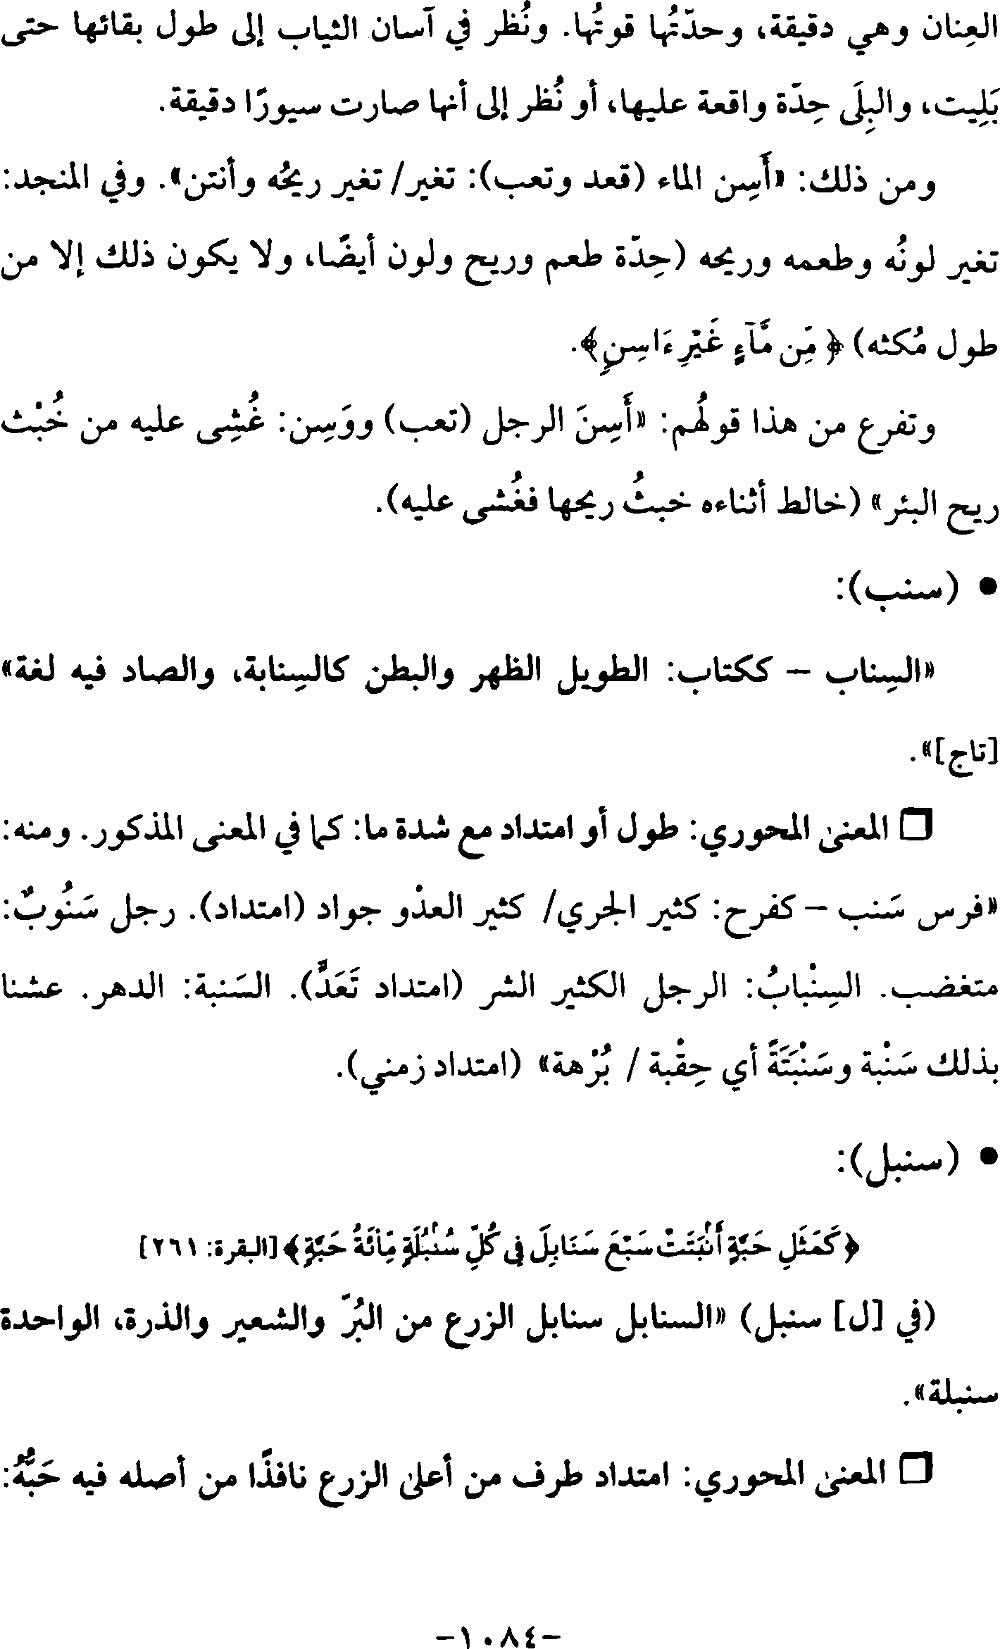 العِنان وهي دقيقة، وحدّتُها قوتُها. ونُظر في آسان الثياب إلى طول بقائها حتى
بَلِيت، والبِلَى حِدّة واقعة عليها، أو نُظر إلى أنها صارت سيورًا دقيقة.
ومن ذلك: «أَسِن الماء (قعد وتعب): تغير/ تغير ريحُه وأنتن». وفي المنجد:
تغير لونُه وطعمه وريحه (حِدّة طعم وريح ولون أيضًا، ولا يكون ذلك إلا من
طول مُكثه) ﴿ مِّن مَّآءٍ غَيْرِ ءَاسِنٍ﴾.
وتفرع من هذا قولُهم: «أَسِنَ الرجل (تعب) ووَسِن: غُشِى عليه من خُبْث
ريح البئر» (خالط أثناءه خبثُ ريحها فغُشى عليه).
• (سنب):
«السِناب – ككتاب: الطويل الظهر والبطن كالسِنابة، والصاد فيه لغة»
[تاج]».
❒ المعنى المحوري: طول أو امتداد مع شدة ما: كما في المعنى المذكور. ومنه:
«فرس سَنب – كفرح: كثير الجري/ كثير العدْو جواد (امتداد). رجل سَنُوبٌ:
متغضب. السِنْبابُ: الرجل الكثير الشر (امتداد تَعَدٍّ). السَنبة: الدهر. عشنا
بذلك سَنْبة وسَنْبَتَةً أي حِقْبة / بُرْهة» (امتداد زمني).
• (سنبل):
﴿كَمَثَلِ حَبَّةٍ أَنۢبَتَتْ سَبْعَ سَنَابِلَ فِى كُلِّ سُنۢبُلَةٍ مِّاْئَةُ حَبَّةٍ﴾ [البقرة: ٢٦١]
(في [ل] سنبل) «السنابل سنابل الزرع من البُرّ والشعير والذرة، الواحدة
سنبلة».
❒ المعنى المحوري: امتداد طرف من أعلى الزرع نافذًا من أصله فيه حَبُّهُ:
-١٠٨٤-